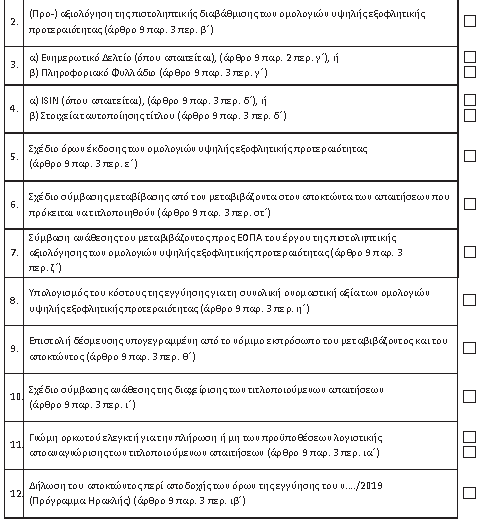 2. (Προ-) αξιολόγηση της πιστοληπτικής διαβάθμισης των ομολογιών υψηλής εξοφλητικής
προτεραιότητας (άρθρο 9 παρ. 3 περ. β΄)
3. α) Ενημερωτικό Δελτίο (όπου απαιτείται), (άρθρο 9 παρ. 2 περ. γ΄), ή
β) Πληροφοριακό Φυλλάδιο (άρθρο 9 παρ. 3 περ. γ΄)
4. α) ISIN (όπου απαιτείται), (άρθρο 9 παρ. 3 περ. δ΄), ή
β) Στοιχεία ταυτοποίησης τίτλου (άρθρο 9 παρ. 3 περ. δ΄)
5. Σχέδιο όρων έκδοσης των ομολογιών υψηλής εξοφλητικής προτεραιότητας
(άρθρο 9 παρ. 3 περ. ε΄)
6. Σχέδιο σύμβασης μεταβίβασης από τον μεταβιβάζοντα στον αποκτώντα των απαιτήσεων που
πρόκειται να τιτλοποιηθούν (άρθρο 9 παρ. 3 περ. στ΄)
7. Σύμβαση ανάθεσης του μεταβιβάζοντος προς ΕΟΠΑ του έργου της πιστοληπτικής
αξιολόγησης των ομολογιών υψηλής εξοφλητικής προτεραιότητας (άρθρο 9 παρ. 3
περ. ζ΄)
8. Υπολογισμός του κόστους της εγγύησης για τη συνολική ονομαστική αξία των ομολογιών
υψηλής εξοφλητικής προτεραιότητας (άρθρο 9 παρ. 3 περ. η΄)
9. Επιστολή δέσμευσης υπογεγραμμένη από το νόμιμο εκπρόσωπο του μεταβιβάζοντος και του
αποκτώντος (άρθρο 9 παρ. 3 περ. θ΄)
10. Σχέδιο σύμβασης ανάθεσης της διαχείρισης των τιτλοποιούμενων απαιτήσεων
(άρθρο 9 παρ. 3 περ. ι΄)
11. Γνώμη ορκωτού ελεγκτή για την πλήρωση ή μη των προϋποθέσεων λογιστικής
αποαναγνώρισης των τιτλοποιούμενων απαιτήσεων (άρθρο 9 παρ. 3 περ. ια΄)
12. Δήλωση του αποκτώντος περί αποδοχής των όρων της εγγύησης του ν..../2019
(Πρόγραμμα Ηρακλής) (άρθρο 9 παρ. 3 περ. ιβ΄)